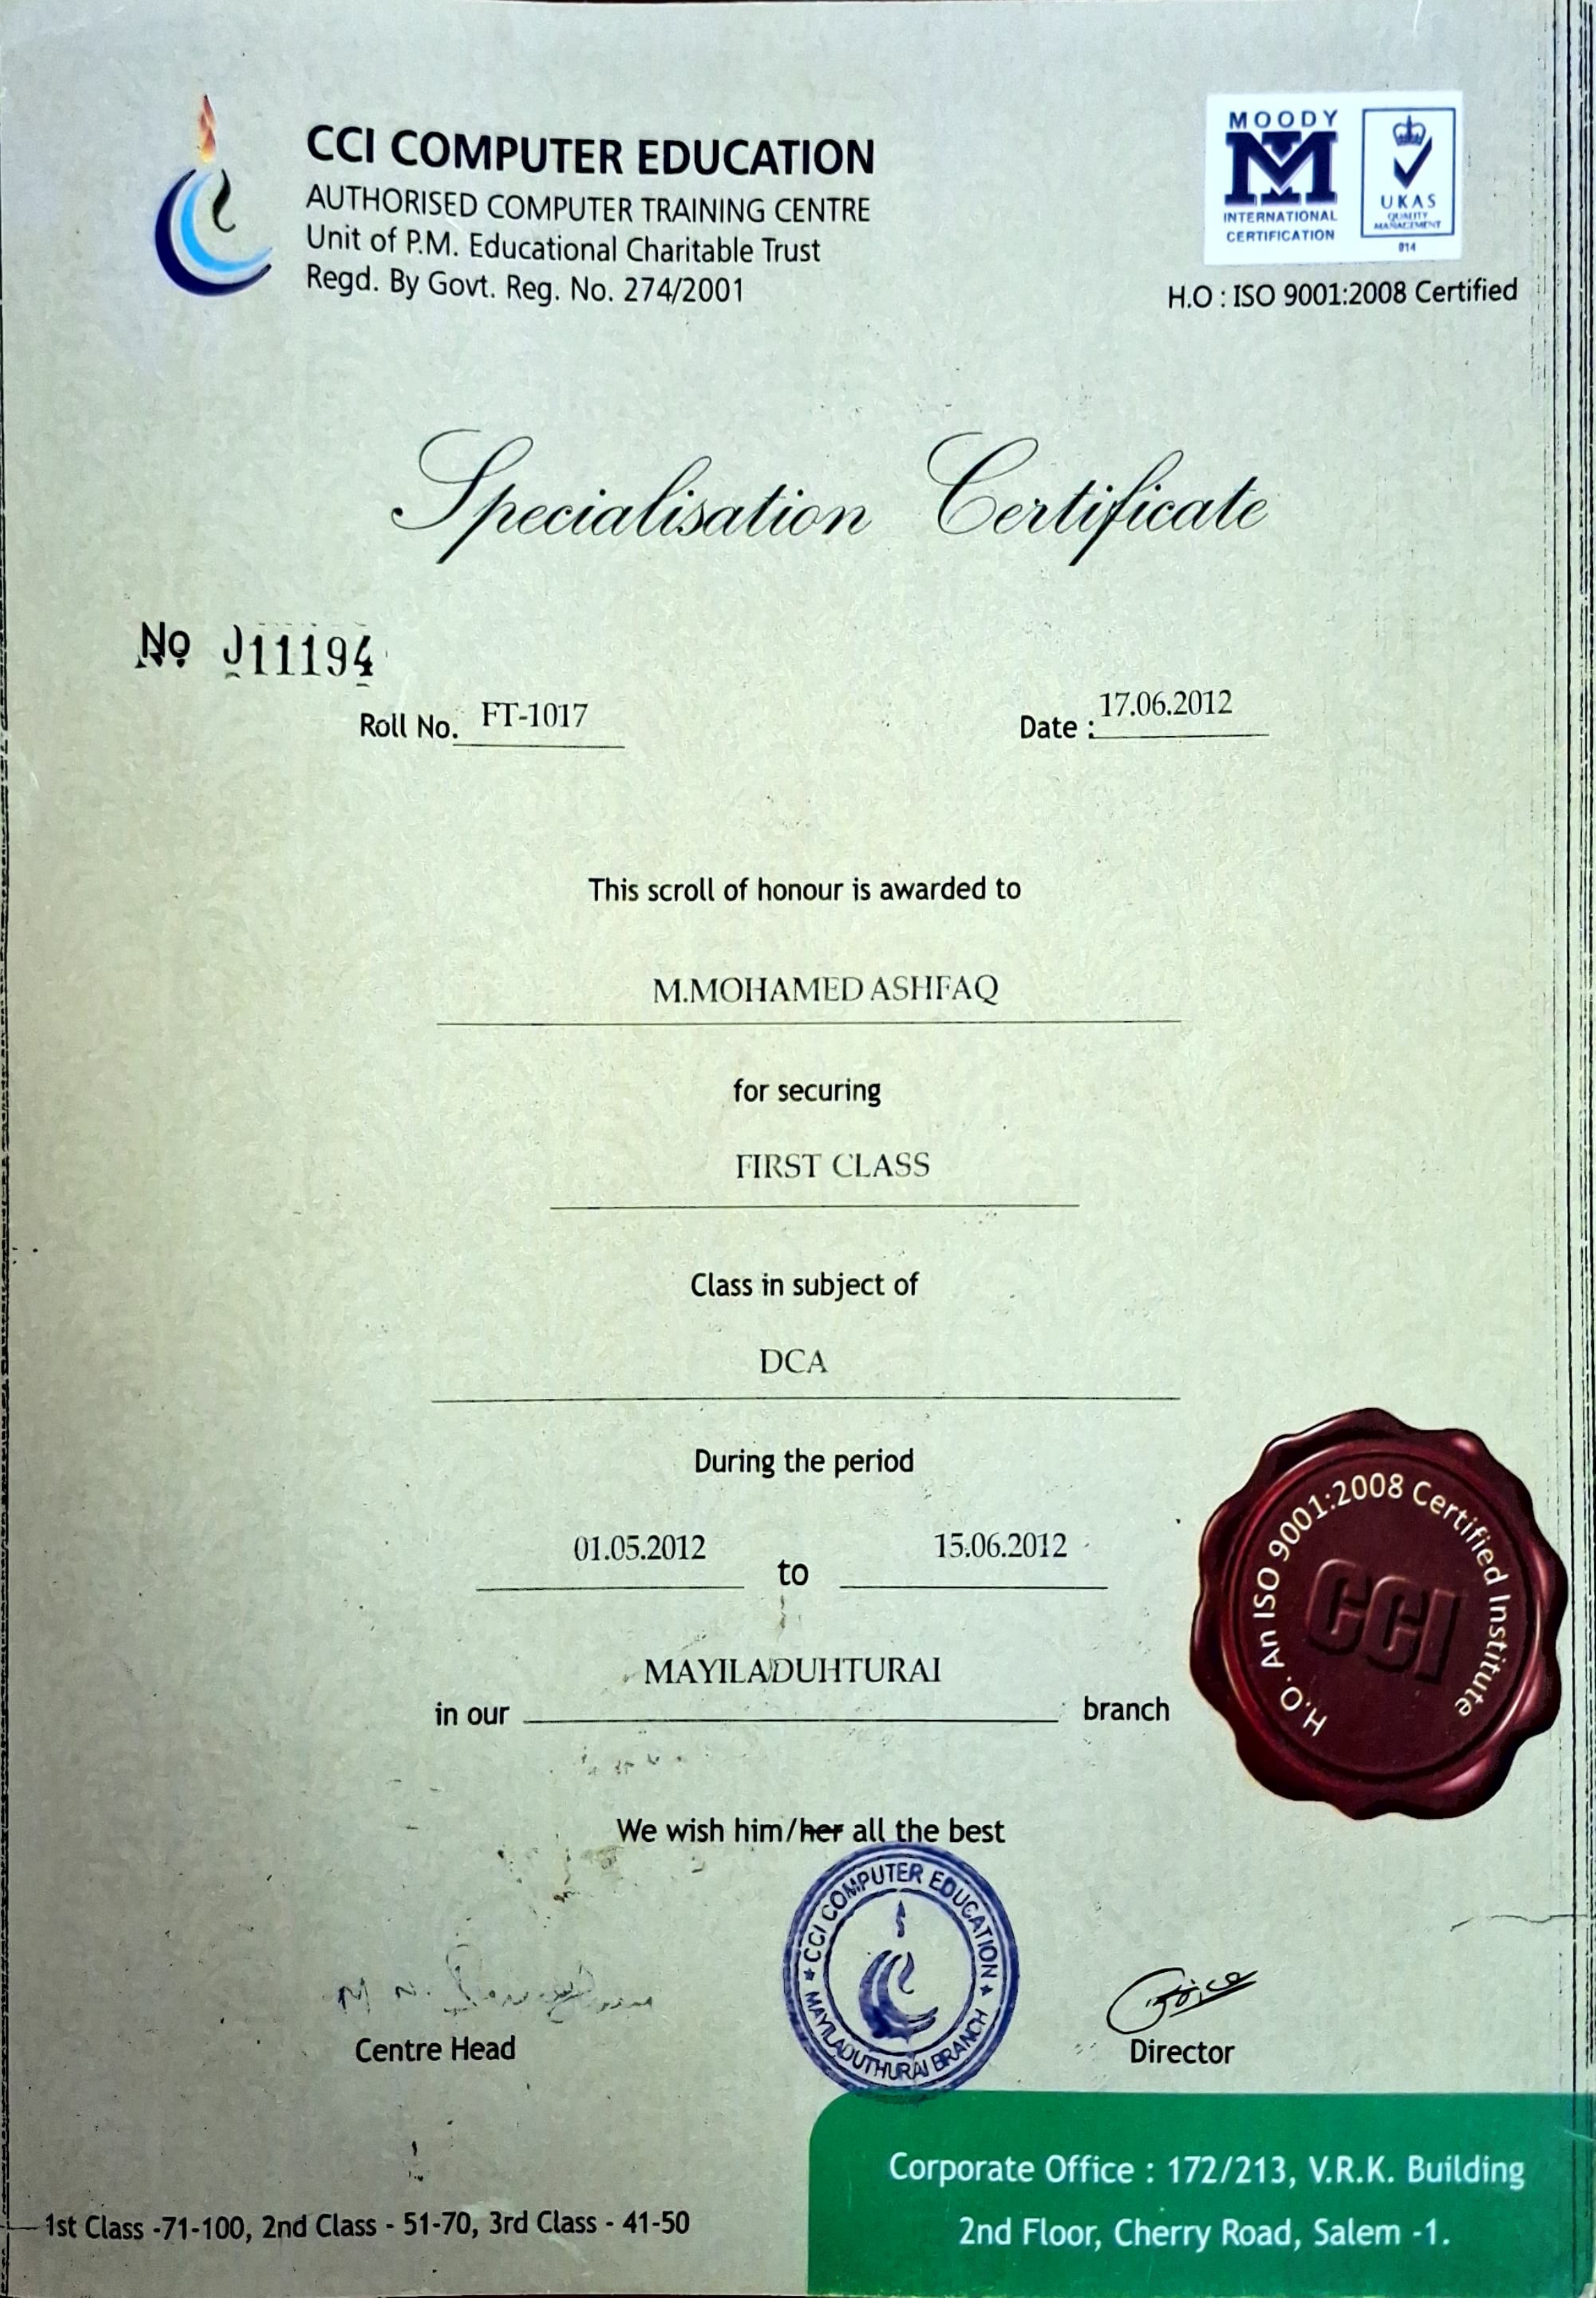 CCI COMPUTER EDUCATION
AUTHORISED COMPUTER TRAINING CENTRE
Unit of P.M. Educational Charitable Trust
Regd. By Govt. Reg. No. 274/2001
MOODY
M
INTERNATIONAL
CERTIFICATION
UKAS
QUALITY
MANAGEMENT
014
H.O : ISO 9001:2008 Certified
Specialisation Certificate
No J11194
Roll No. FT-1017
Date : 17.06.2012
This scroll of honour is awarded to
M.MOHAMED ASHFAQ
for securing
FIRST CLASS
Class in subject of
DCA
During the period
01.05.2012 to 15.06.2012
in our MAYILADUHTURAI branch
H.O. An ISO 9001:2008 Certified Institute
CCI
We wish him/her all the best
CCI COMPUTER EDUCATION
MAYILADUTHURAI BRANCH
Centre Head
Director
Corporate Office : 172/213, V.R.K. Building
2nd Floor, Cherry Road, Salem -1.
1st Class -71-100, 2nd Class - 51-70, 3rd Class - 41-50